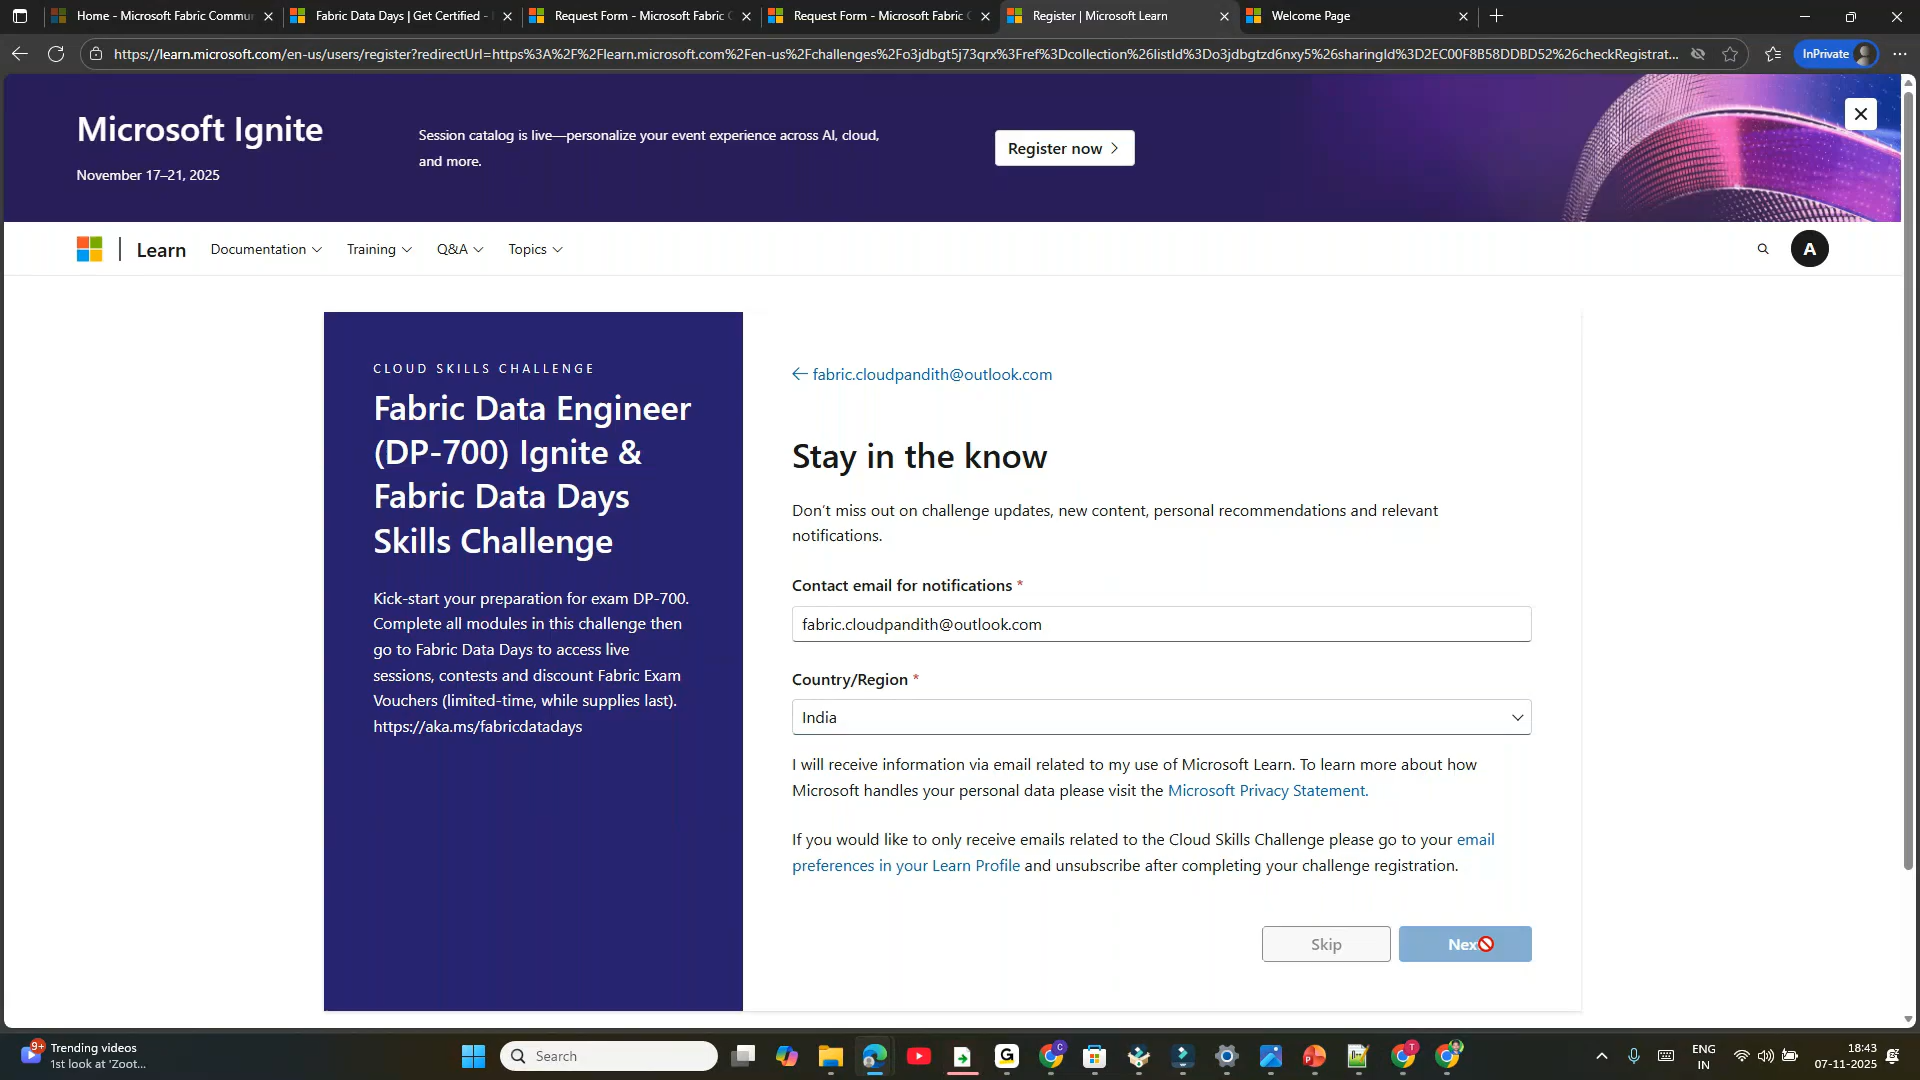 Home - Microsoft Fabric Commu
Fabric Data Days | Get Certified -
Request Form - Microsoft Fabric
Request Form - Microsoft Fabric
Register | Microsoft Learn
Welcome Page
https://learn.microsoft.com/en-us/users/register?redirectUrl=https%3A%2F%2Flearn.microsoft.com%2Fen-us%2Fchallenges%2Fo3jdbgt5j73qrx%3Fref%3Dcollection%26listId%3Do3jdbgtzd6nxy5%26sharingId%3D2EC00F8B58DDBD52%26checkRegistrat...
InPrivate
Microsoft Ignite
November 17–21, 2025
Session catalog is live—personalize your event experience across AI, cloud,
and more.
Register now
Learn
Documentation
Training
Q&A
Topics
A
CLOUD SKILLS CHALLENGE
Fabric Data Engineer
(DP-700) Ignite &
Fabric Data Days
Skills Challenge
Kick-start your preparation for exam DP-700.
Complete all modules in this challenge then
go to Fabric Data Days to access live
sessions, contests and discount Fabric Exam
Vouchers (limited-time, while supplies last).
https://aka.ms/fabricdatadays
fabric.cloudpandith@outlook.com
Stay in the know
Don't miss out on challenge updates, new content, personal recommendations and relevant
notifications.
Contact email for notifications *
fabric.cloudpandith@outlook.com
Country/Region *
India
I will receive information via email related to my use of Microsoft Learn. To learn more about how
Microsoft handles your personal data please visit the Microsoft Privacy Statement.
If you would like to only receive emails related to the Cloud Skills Challenge please go to your email
preferences in your Learn Profile and unsubscribe after completing your challenge registration.
Skip
Nex
9+
Trending videos
1st look at 'Zoot...
Search
ENG
IN
18:43
07-11-2025